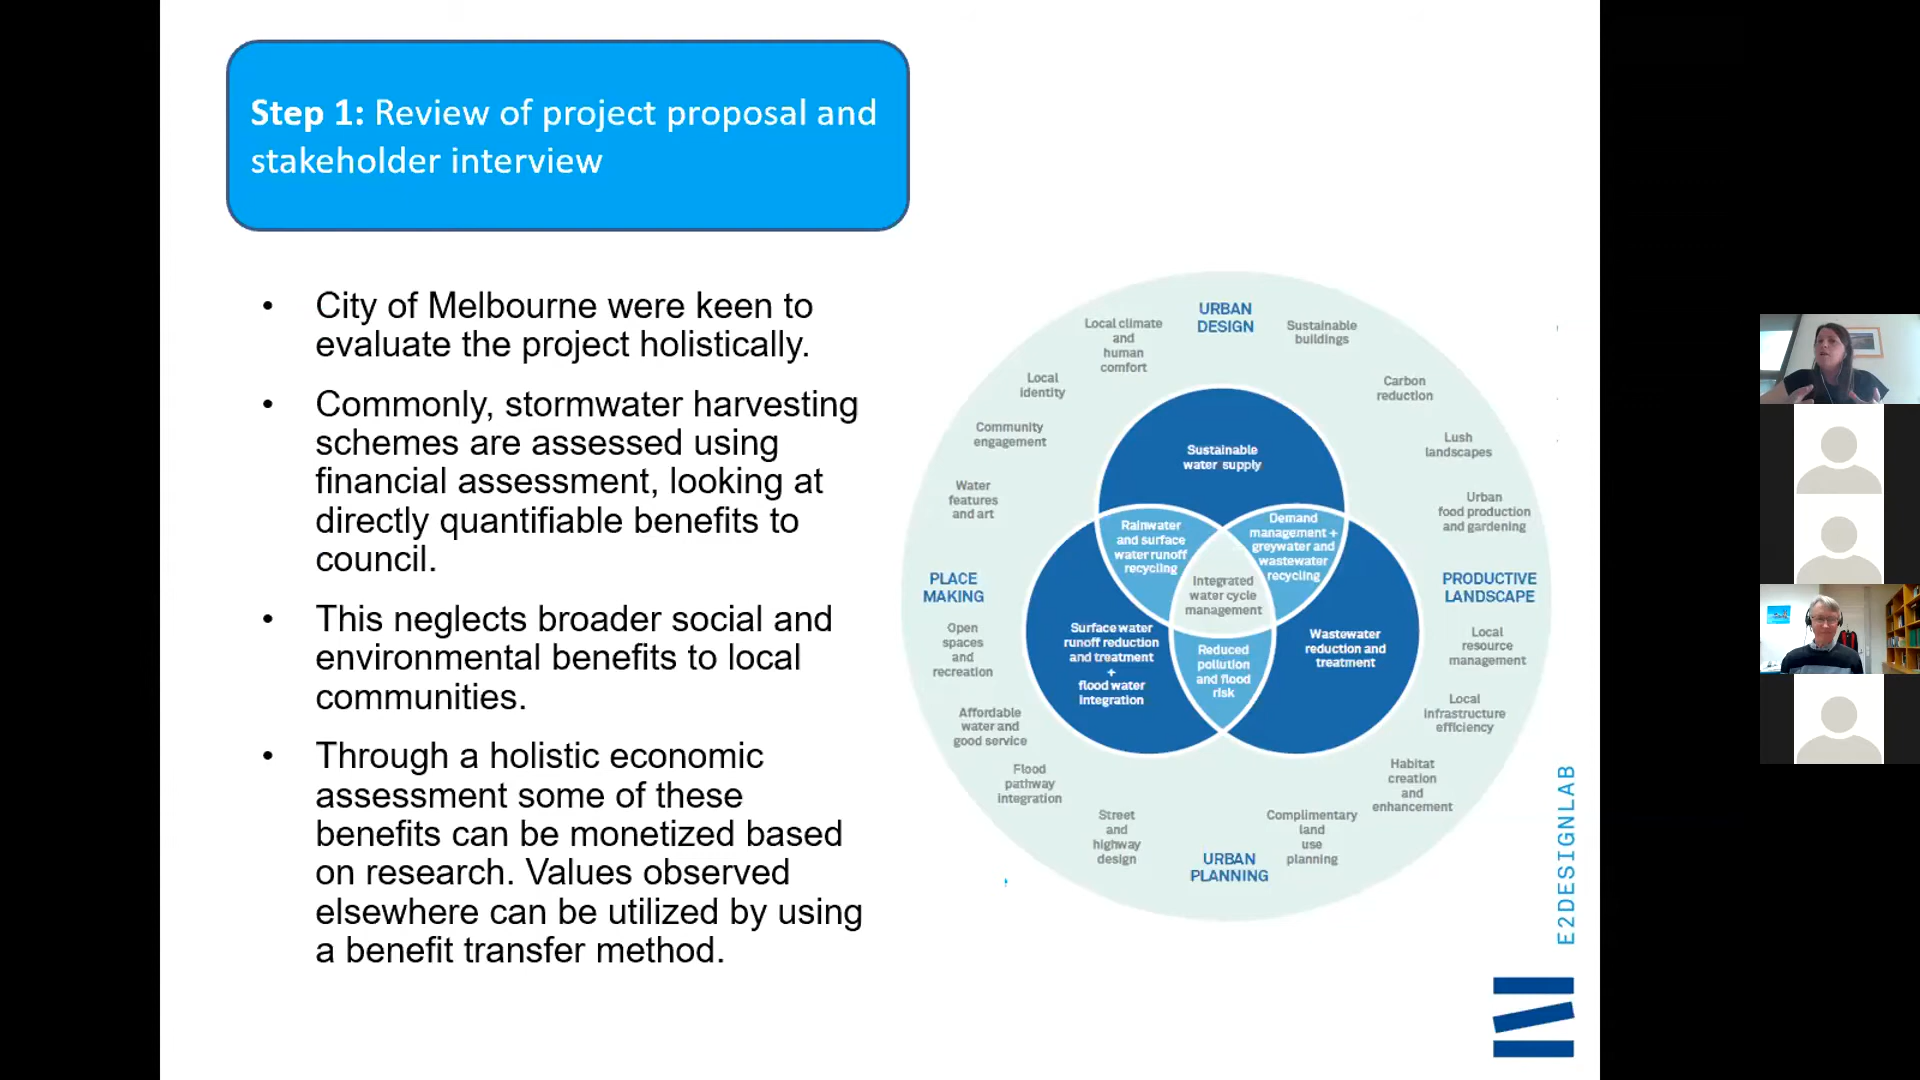 Step 1: Review of project proposal and
stakeholder interview
• City of Melbourne were keen to
evaluate the project holistically.
• Commonly, stormwater harvesting
schemes are assessed using
financial assessment, looking at
directly quantifiable benefits to
council.
• This neglects broader social and
environmental benefits to local
communities.
• Through a holistic economic
assessment some of these
benefits can be monetized based
on research. Values observed
elsewhere can be utilized by using
a benefit transfer method.
URBAN
DESIGN
Local climate
and
human
comfort
Sustainable
buildings
Local
identity
Carbon
reduction
Community
engagement
Lush
landscapes
Water
features
and art
Urban
food production
and gardening
PLACE
MAKING
PRODUCTIVE
LANDSCAPE
Open
spaces
and
recreation
Local
resource
management
Affordable
water and
good service
Local
infrastructure
efficiency
Flood
pathway
integration
Habitat
creation
and
enhancement
Street
and
highway
design
Complimentary
land
use
planning
URBAN
PLANNING
Sustainable
water supply
Rainwater
and surface
water runoff
recycling
Demand
management +
greywater and
wastewater
recycling
Integrated
water cycle
management
Surface water
runoff reduction
and treatment
+
flood water
integration
Reduced
pollution
and flood
risk
Wastewater
reduction and
treatment
E2DESIGNLAB